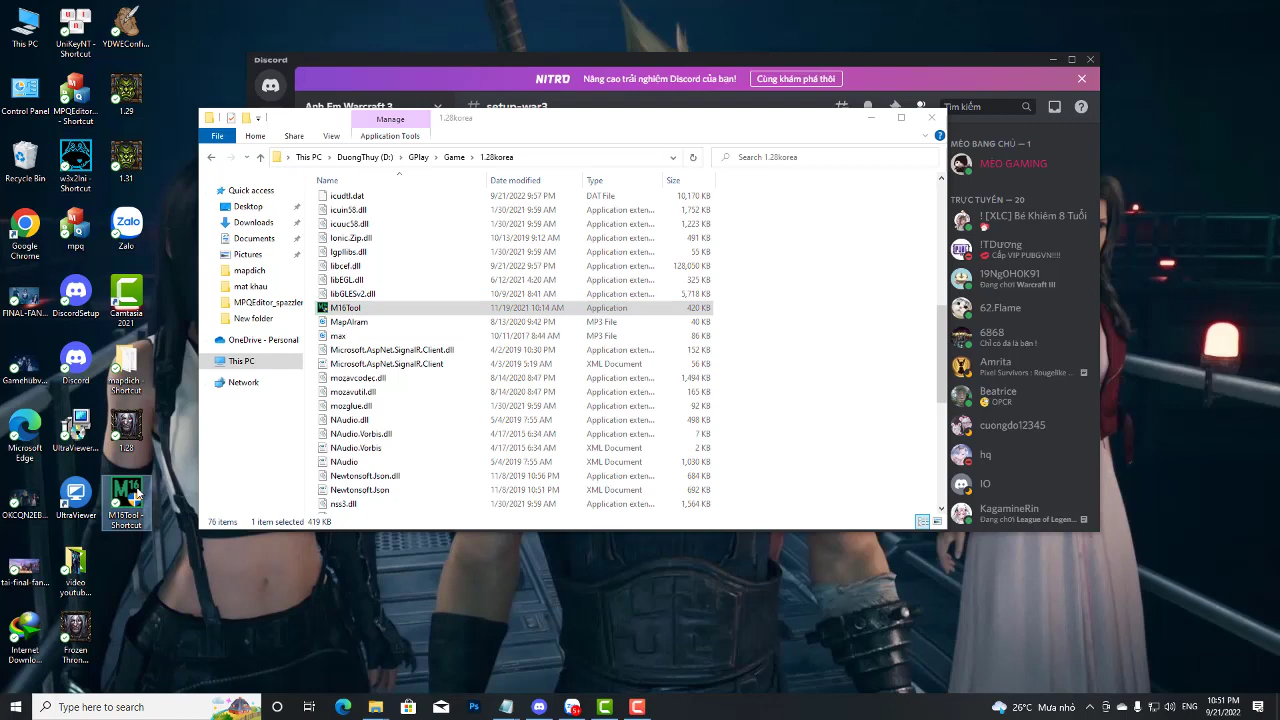 This PC
UniKeyNT -
Shortcut
YDWEConfi...
Recycle Bin
MPQEditor...
Shortcut
1.29
Google
w3x2lni -
Shortcut
1.31
mpq
Zalo
Gamehubv...
Discord
Camtasia
2021
Microsoft
Edge
Discord
mapdich -
Shortcut
UltraView...
1.28
OKCD.RPG...
UltraViewer
M16
M16Tool -
Shortcut
taifinal...
video
youtub...
Internet
Downlo...
Frozen
Thron...
Discord
NITRO Nâng cao trải nghiệm Discord của bạn! Cùng khám phá thôi
Anh Em Warcraft 3
setup-war3
Tìm kiếm
Manage
1.28korea
File
Home
Share
View
Application Tools
This PC
DuongThuy (D:)
GPlay
Game
1.28korea
Search 1.28korea
Name
Date modified
Type
Size
Quick access
Desktop
Downloads
Documents
Pictures
mapdich
mat khau
MPQEditor_spazzler
New folder
OneDrive - Personal
This PC
Network
icudtl.dat 9/21/2022 9:57 PM DAT File 10,170 KB
icuin58.dll 1/30/2021 9:59 AM Application exten... 1,752 KB
icuuc58.dll 1/30/2021 9:59 AM Application exten... 1,223 KB
Ionic.Zip.dll 10/13/2019 9:12 AM Application exten... 491 KB
lgpllibs.dll 1/30/2021 9:59 AM Application exten... 55 KB
libcef.dll 9/21/2022 9:57 PM Application exten... 128,050 KB
libEGL.dll 6/12/2021 4:20 AM Application exten... 325 KB
libGLESv2.dll 10/9/2021 8:41 AM Application exten... 5,718 KB
M16Tool 11/19/2021 10:14 AM Application 420 KB
MapAlram 8/13/2020 9:42 PM MP3 File 40 KB
max 10/11/2017 8:44 AM MP3 File 86 KB
Microsoft.AspNet.SignalR.Client.dll 4/2/2019 10:30 PM Application exten... 152 KB
Microsoft.AspNet.SignalR.Client 4/3/2019 5:19 AM XML Document 56 KB
mozavcodec.dll 8/14/2020 8:47 PM Application exten... 1,494 KB
mozavutil.dll 8/14/2020 8:47 PM Application exten... 165 KB
mozglue.dll 1/30/2021 9:59 AM Application exten... 92 KB
NAudio.dll 5/4/2019 7:55 AM Application exten... 498 KB
NAudio.Vorbis.dll 4/17/2015 6:34 AM Application exten... 7 KB
NAudio.Vorbis 4/17/2015 6:34 AM XML Document 2 KB
NAudio 5/4/2019 7:55 AM XML Document 1,030 KB
Newtonsoft.Json.dll 11/8/2019 10:56 PM Application exten... 684 KB
Newtonsoft.Json 11/8/2019 10:51 PM XML Document 692 KB
nss3.dll 1/30/2021 9:59 AM Application exten... 1,564 KB
76 items 1 item selected 419 KB
MÈO BANG CHỦ — 1
MÈO GAMING
TRỰC TUYẾN — 20
! [XLC] Bé Khiêm 8 Tuổi
!TDương
Cấp VIP PUBGVN!!!!
19Ng0H0K91
Đang chơi Warcraft III
62.Flame
6868
Chỉ có đá là bạn !
Amrita
Pixel Survivors : Rougelike ...
Beatrice
OPCR
cuongdo12345
hq
IO
KagamineRin
Đang chơi League of Legen...
Type here to search
Ps
5+
26°C Mưa nhỏ
ENG
10:51 PM
9/21/2022